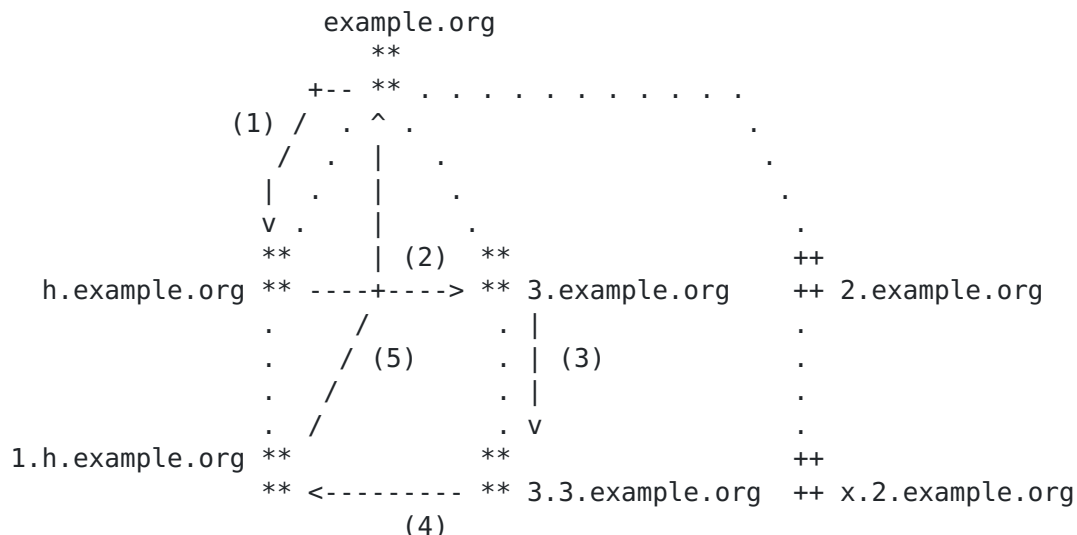 example.org
                       **
                   +-- ** . . . . . . . . . . .
              (1) /  . ^ .                      .
                 /  .  |   .                     .
                |  .   |    .                     .
                v .    |     .                     .
                **     | (2)  **                   ++
  h.example.org ** ----+----> ** 3.example.org    ++ 2.example.org
                .     /        . |                 .
                .    / (5)     . | (3)             .
                .   /          . |                 .
                .  /           . v                 .
1.h.example.org **            **                   ++
                ** <--------- ** 3.3.example.org  ++ x.2.example.org
                         (4)